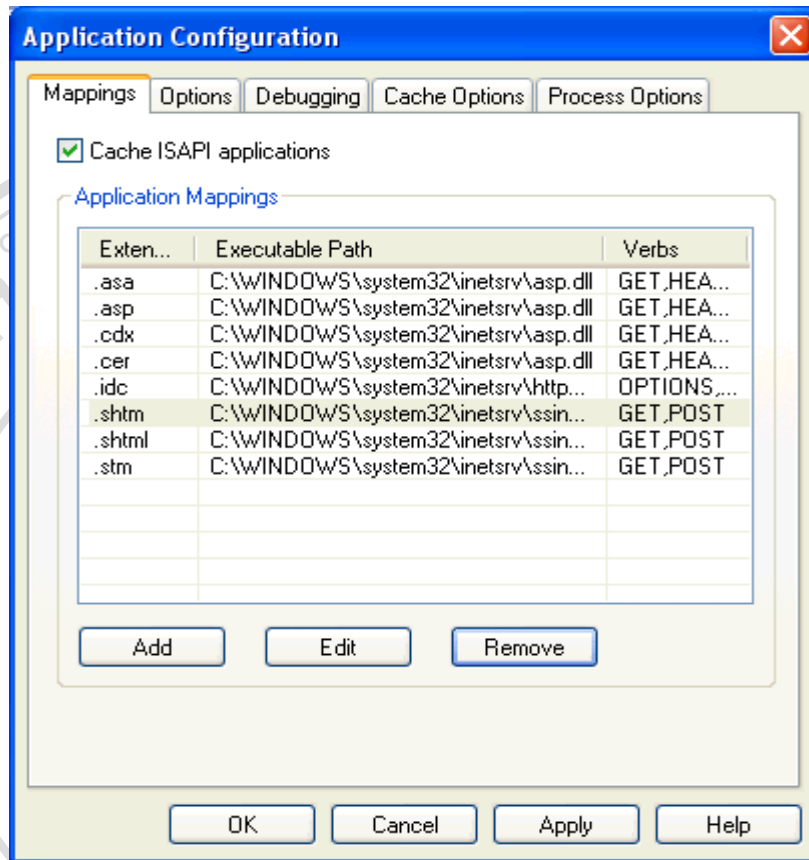 Application Configuration
Mappings Options Debugging Cache Options Process Options
Cache ISAPI applications
Application Mappings
Exten... Executable Path Verbs
.asa C:\WINDOWS\system32\inetsrv\asp.dll GET,HEA...
.asp C:\WINDOWS\system32\inetsrv\asp.dll GET,HEA...
.cdx C:\WINDOWS\system32\inetsrv\asp.dll GET,HEA...
.cer C:\WINDOWS\system32\inetsrv\asp.dll GET,HEA...
.idc C:\WINDOWS\system32\inetsrv\http... OPTIONS,...
.shtm C:\WINDOWS\system32\inetsrv\ssin... GET,POST
.shtml C:\WINDOWS\system32\inetsrv\ssin... GET,POST
.stm C:\WINDOWS\system32\inetsrv\ssin... GET,POST
Add Edit Remove
OK Cancel Apply Help